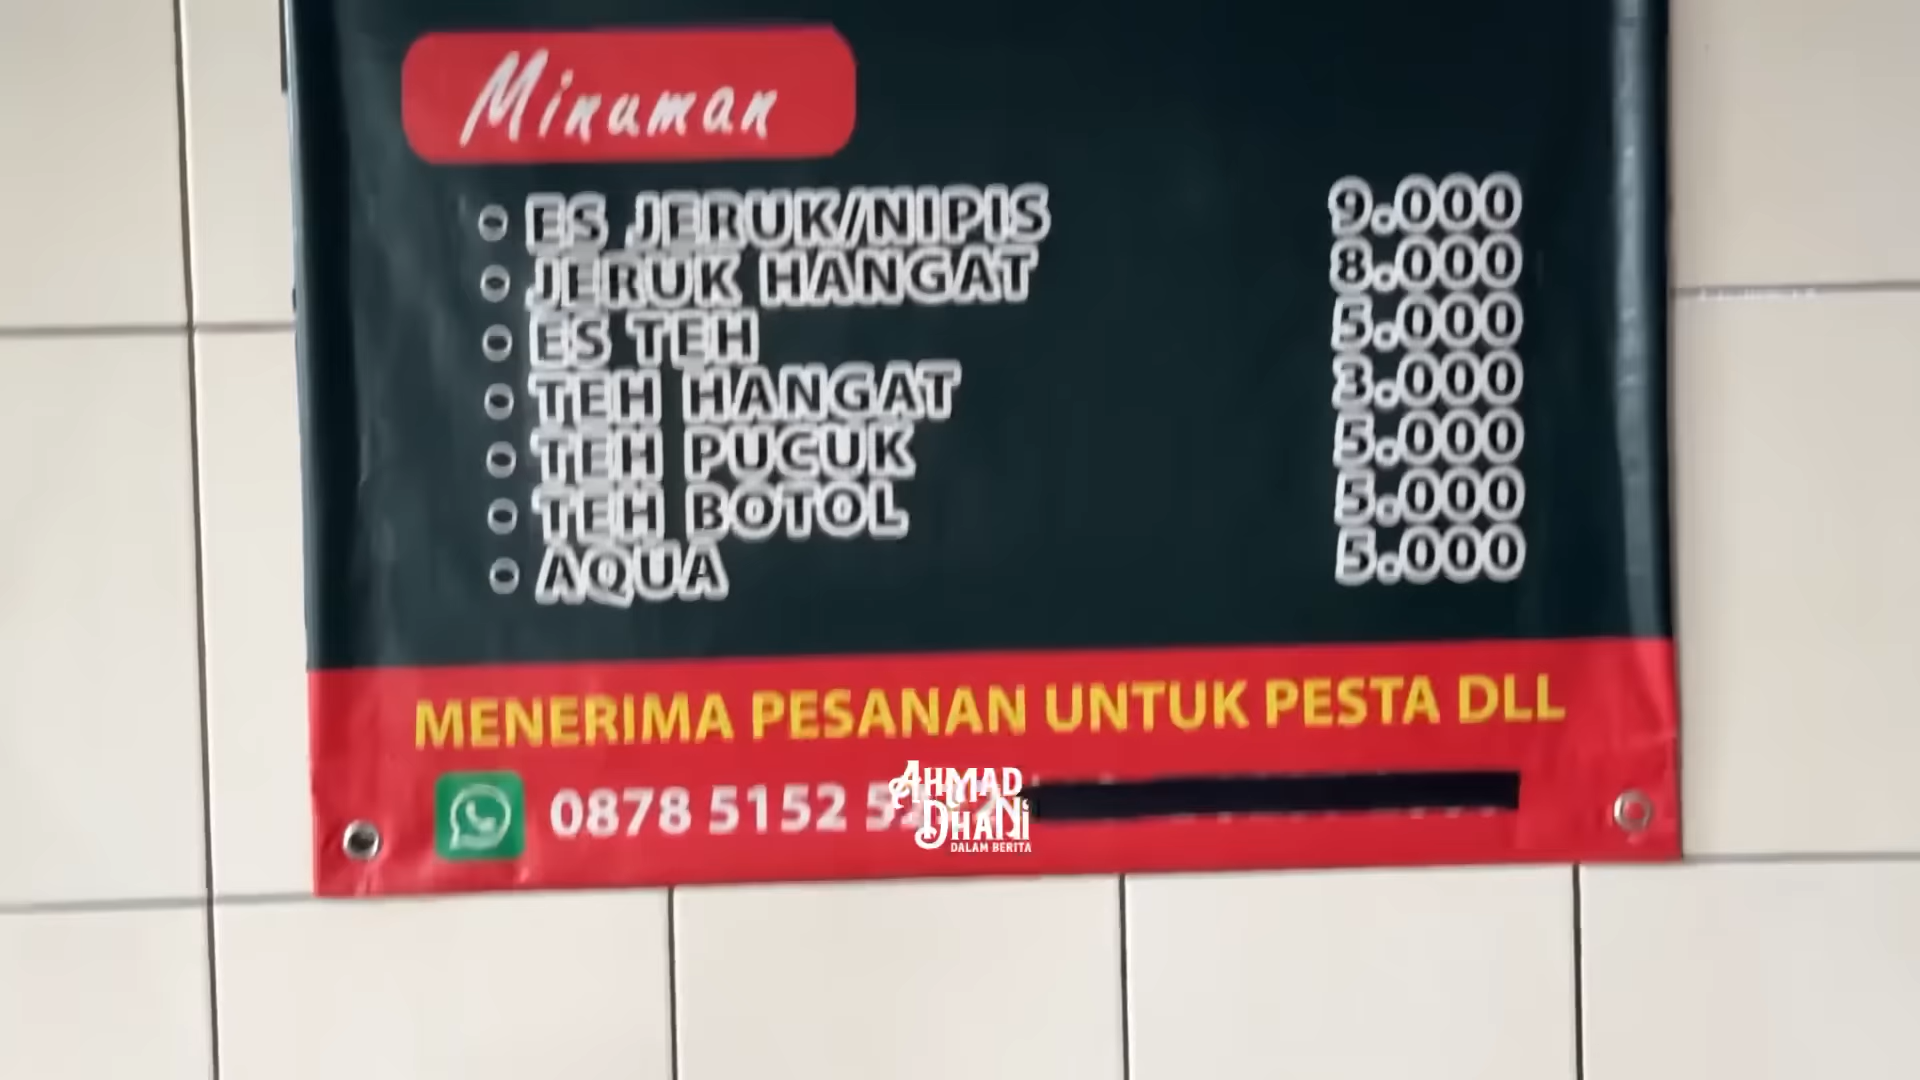 Minuman
O ES JERUK/NIPIS 9.000
O JERUK HANGAT 8.000
O ES TEH 5.000
O TEH HANGAT 3.000
O TEH PUCUK 5.000
O TEH BOTOL 5.000
O AQUA 5.000
MENERIMA PESANAN UNTUK PESTA DLL
0878 5152
AHMAD
DHANI
DALAM BERITA